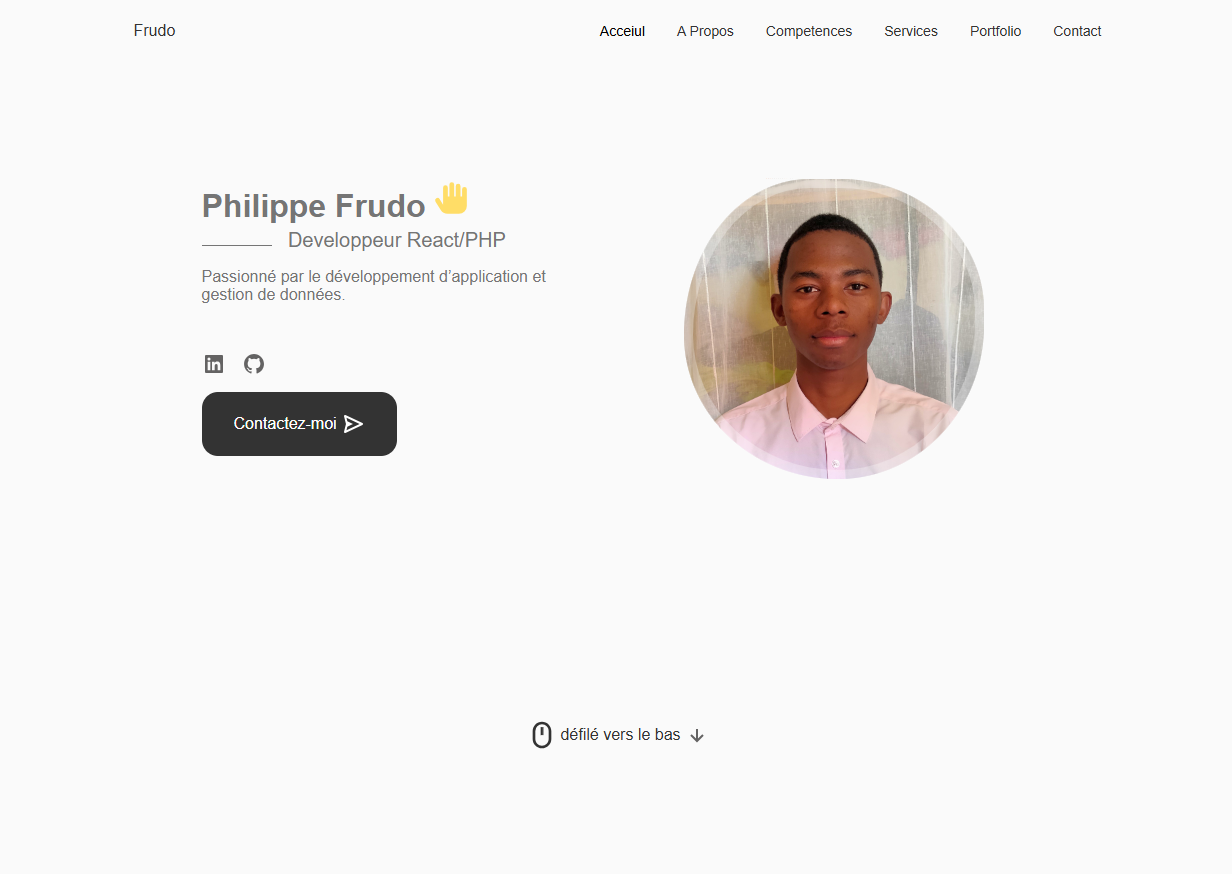 Frudo
Acceiul
A Propos
Competences
Services
Portfolio
Contact
Philippe Frudo
Developpeur React/PHP
Passionné par le développement d’application et
gestion de données.
Contactez-moi
défilé vers le bas